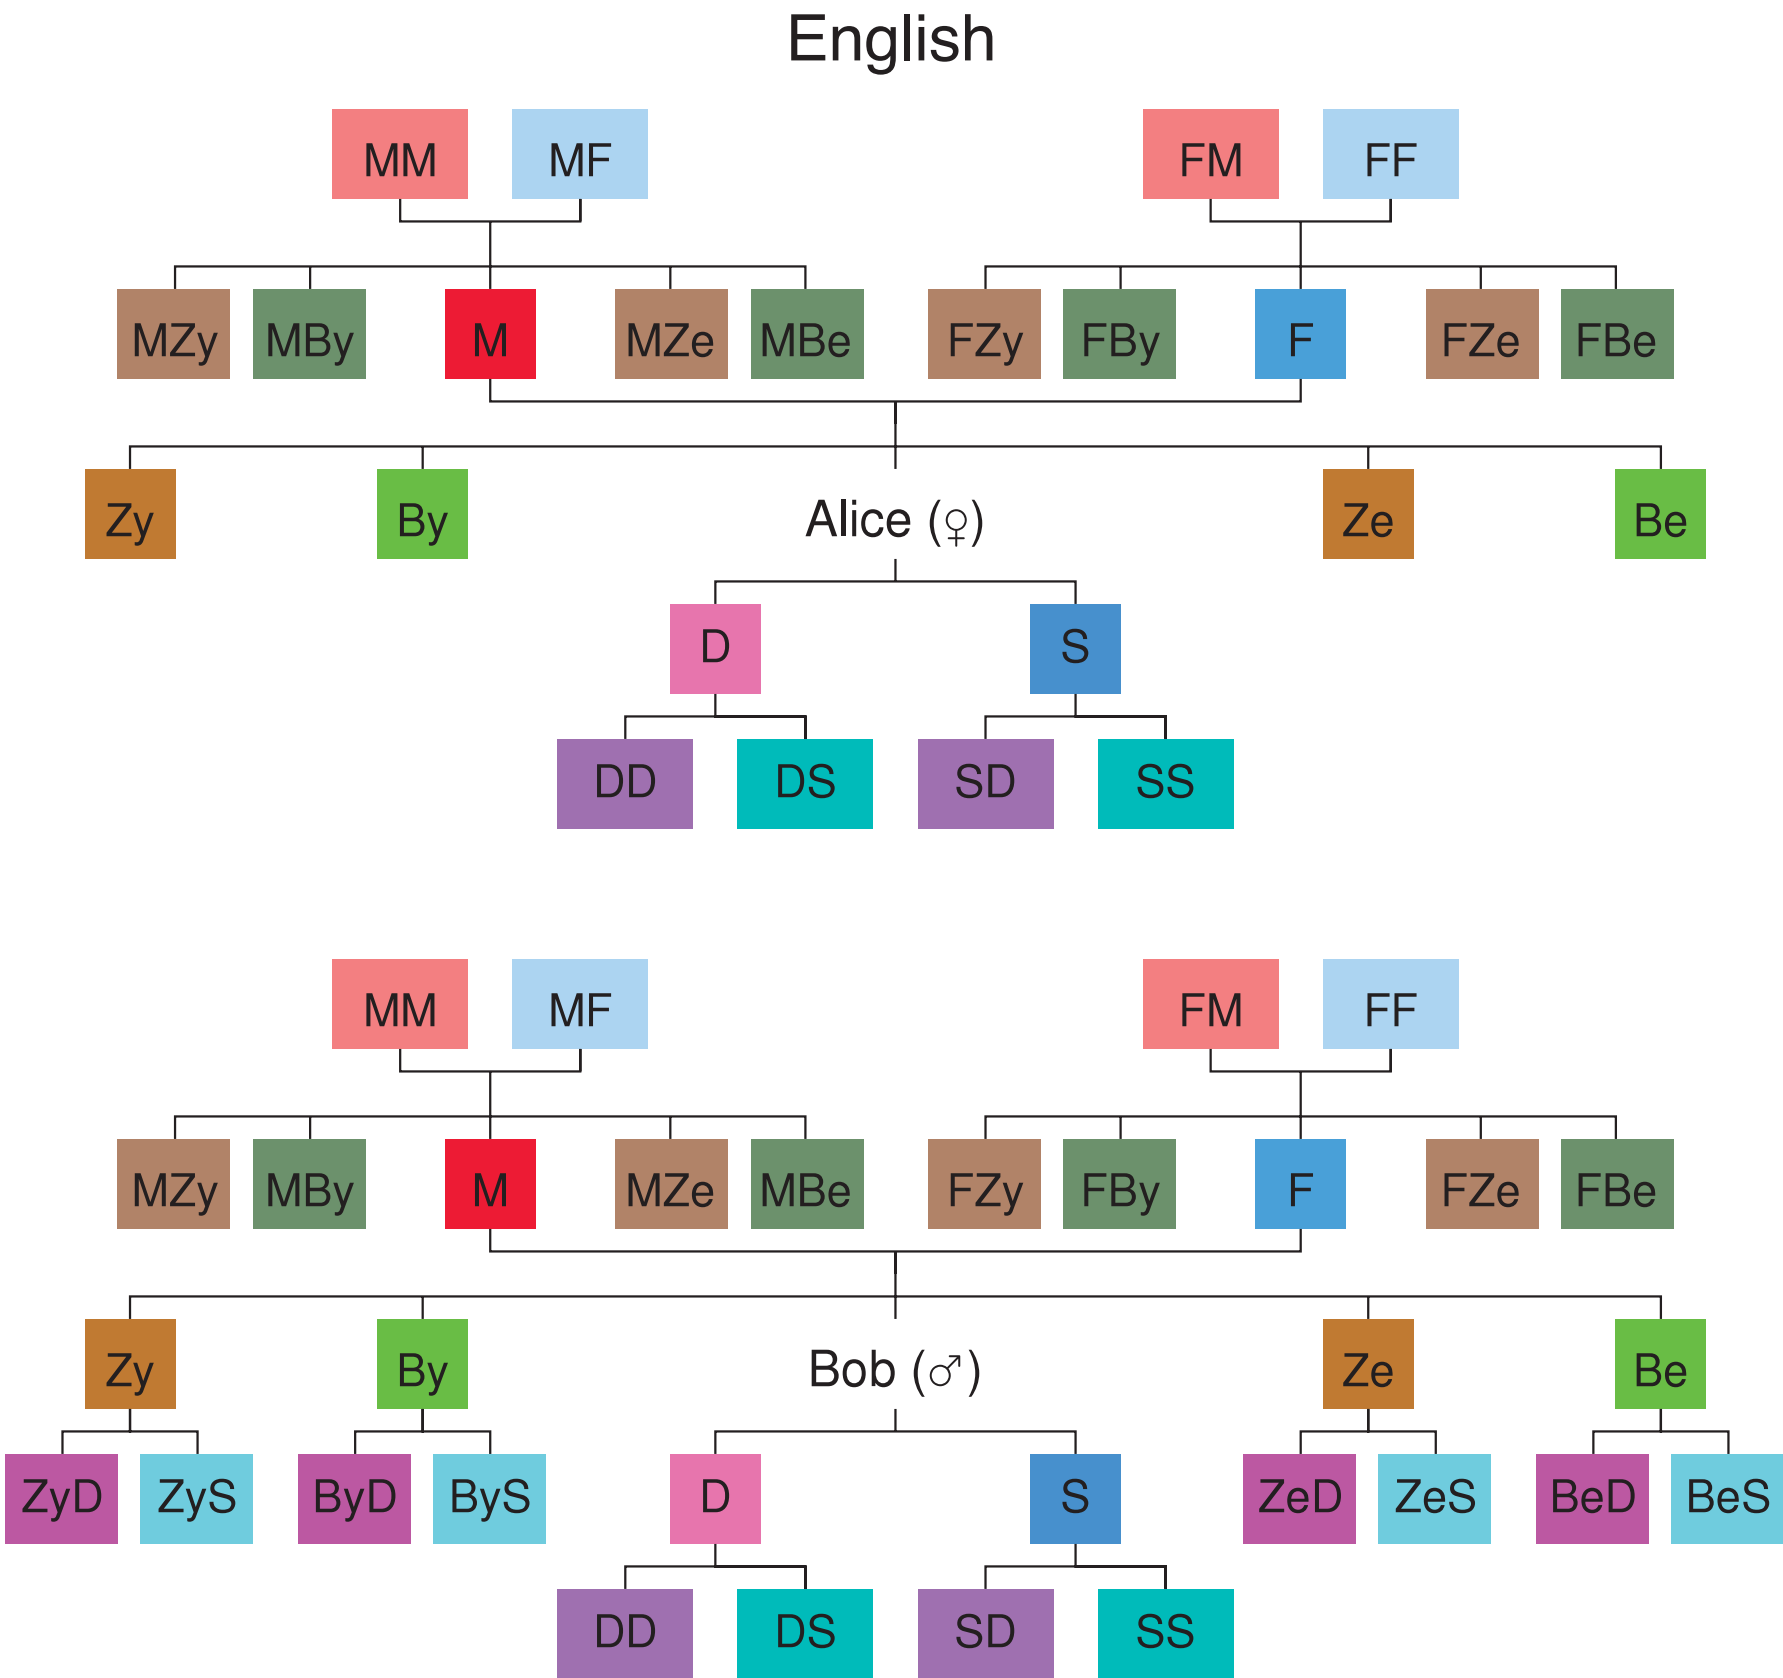 English
MM MF FM FF
MZy MBy M MZe MBe FZy FBy F FZe FBe
Zy By Alice (♀) Ze Be
D S
DD DS SD SS
MM MF FM FF
MZy MBy M MZe MBe FZy FBy F FZe FBe
Zy By Bob (♂) Ze Be
ZyD ZyS ByD ByS D S ZeD ZeS BeD BeS
DD DS SD SS